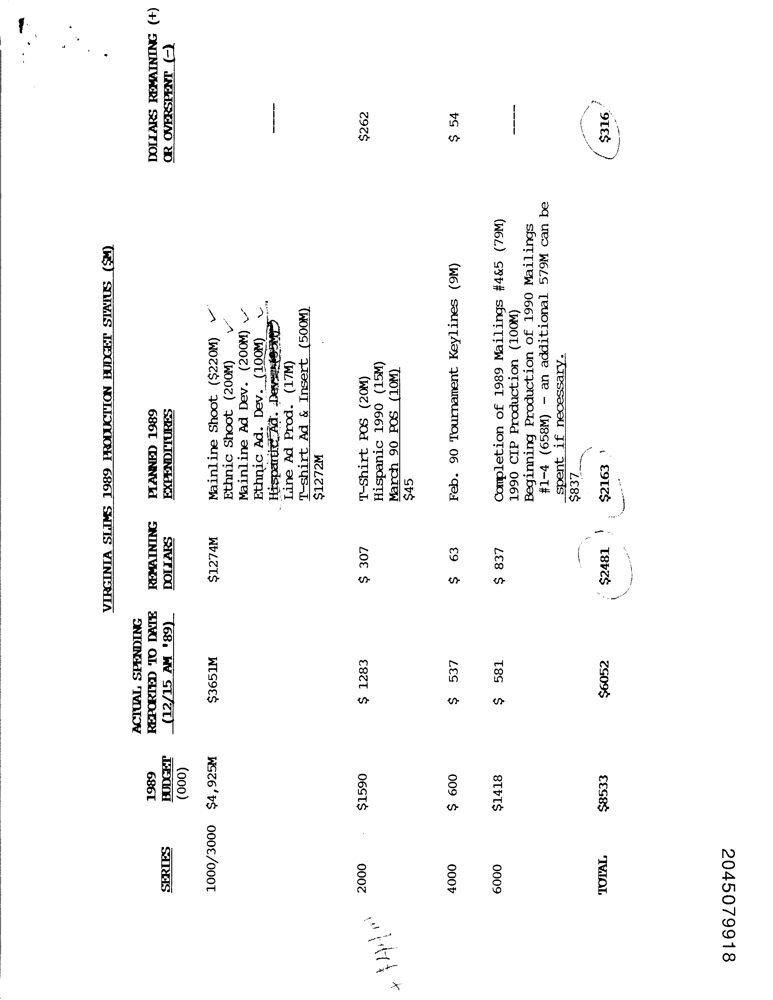 DOLLARS REMAINING (+)
OR OVERSPENT (-)
VIRGINIA SLIMS 1989 PRODUCTION BUDGET STATUS ($M)
SERIES
1989
BUDGET
(000)
ACTUAL SPENDING
REPORTED TO DATE
(12/15 AM '89)
REMAINING
DOLLARS
PLANNED 1989
EXPENDITURES
1000/3000 $4,925M $3651M $1274M Mainline Shoot ($220M) ----
Ethnic Shoot (200M)
Mainline Ad Dev. (200M)
Ethnic Ad. Dev. (100M)
Hispanic Ad. Dev.
Line Ad Prod. (17M)
T-shirt Ad & Insert (500M)
$1272M
2000 $1590 $ 1283 $ 307 T-Shirt POS (20M) $262
Hispanic 1990 (15M)
March 90 POS (10M)
$45
4000 $ 600 $ 537 $ 63 Feb. 90 Tournament Keylines (9M) $ 54
6000 $1418 $ 581 $ 837 Completion of 1989 Mailings #4&5 (79M) ----
1990 CIP Production (100M)
Beginning Production of 1990 Mailings
#1-4 (658M) - an additional 579M can be
spent if necessary.
$837
TOTAL $8533 $6052 $2481 $2163 $316
2045079918